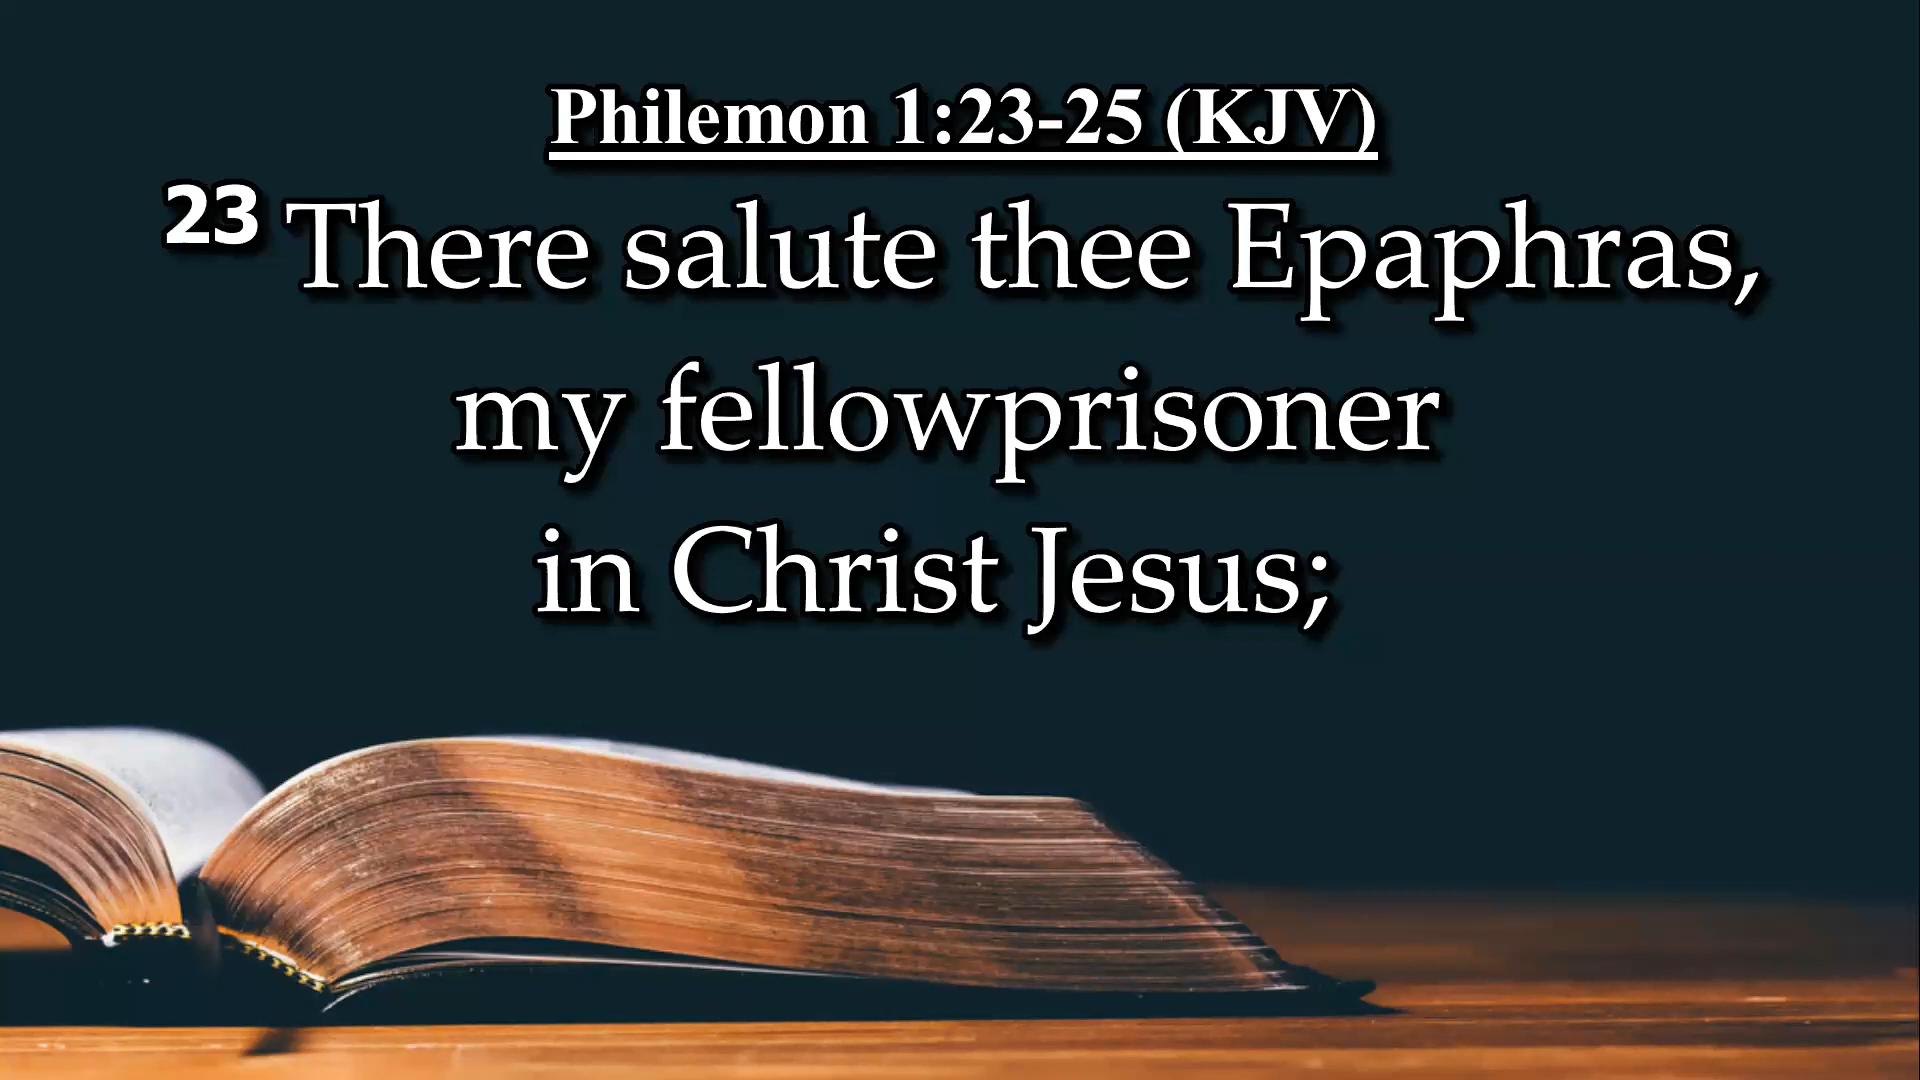 Philemon 1:23-25 (KJV)
23 There salute thee Epaphras,
my fellowprisoner
in Christ Jesus;